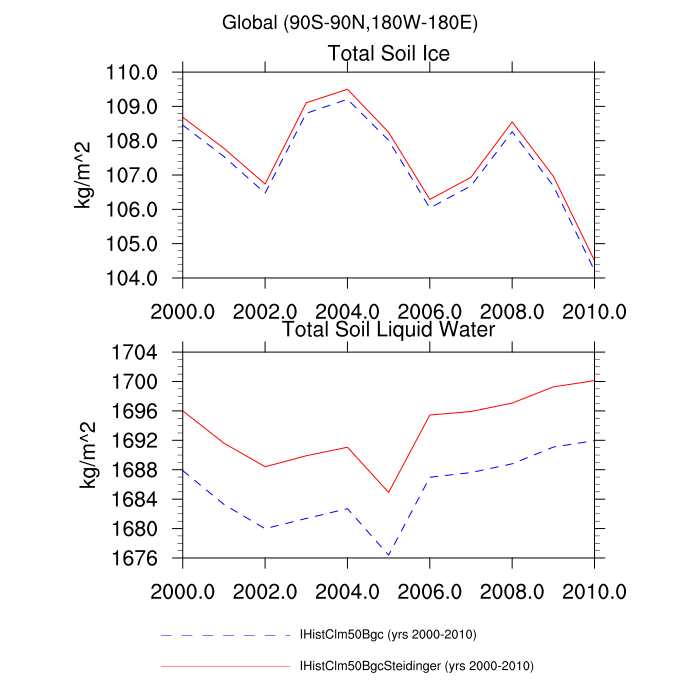 Global (90S-90N,180W-180E)
Total Soil Ice
110.0
109.0
108.0
107.0
106.0
105.0
104.0
kg/m^2
2000.0 2002.0 2004.0 2006.0 2008.0 2010.0
Total Soil Liquid Water
1704
1700
1696
1692
1688
1684
1680
1676
kg/m^2
2000.0 2002.0 2004.0 2006.0 2008.0 2010.0
IHistClm50Bgc (yrs 2000-2010)
IHistClm50BgcSteidinger (yrs 2000-2010)